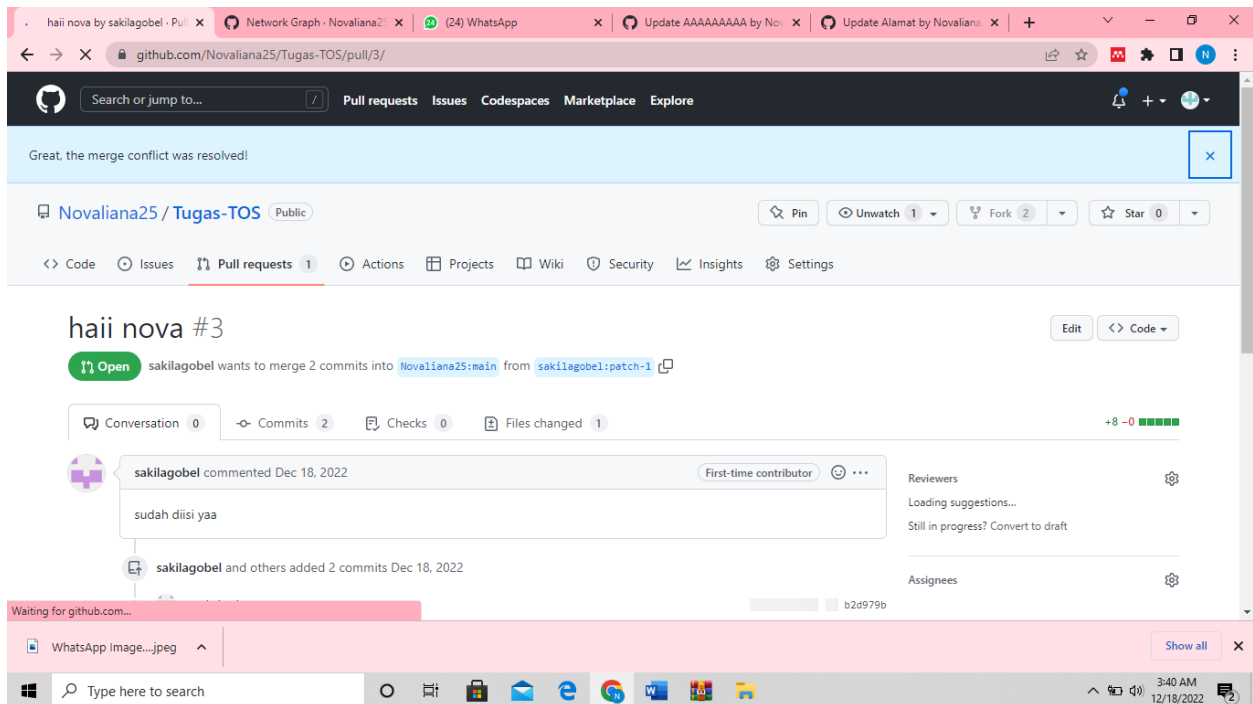 haii nova by sakilagobel · Pull
Network Graph · Novaliana25
24 (24) WhatsApp
Update AAAAAAAAA by Nov
Update Alamat by Novaliana
github.com/Novaliana25/Tugas-TOS/pull/3/
N
Search or jump to... /
Pull requests Issues Codespaces Marketplace Explore
Great, the merge conflict was resolved!
Novaliana25 / Tugas-TOS Public
Pin Unwatch 1 Fork 2 Star 0
Code Issues Pull requests 1 Actions Projects Wiki Security Insights Settings
haii nova #3
Edit <> Code
Open sakilagobel wants to merge 2 commits into Novaliana25:main from sakilagobel:patch-1
Conversation 0 Commits 2 Checks 0 Files changed 1 +8 −0
sakilagobel commented Dec 18, 2022 First-time contributor ...
sudah diisi yaa
sakilagobel and others added 2 commits Dec 18, 2022
b2d979b
Reviewers
Loading suggestions...
Still in progress? Convert to draft
Assignees
Waiting for github.com...
WhatsApp Image....jpeg
Show all
Type here to search
W
3:40 AM
12/18/2022
2